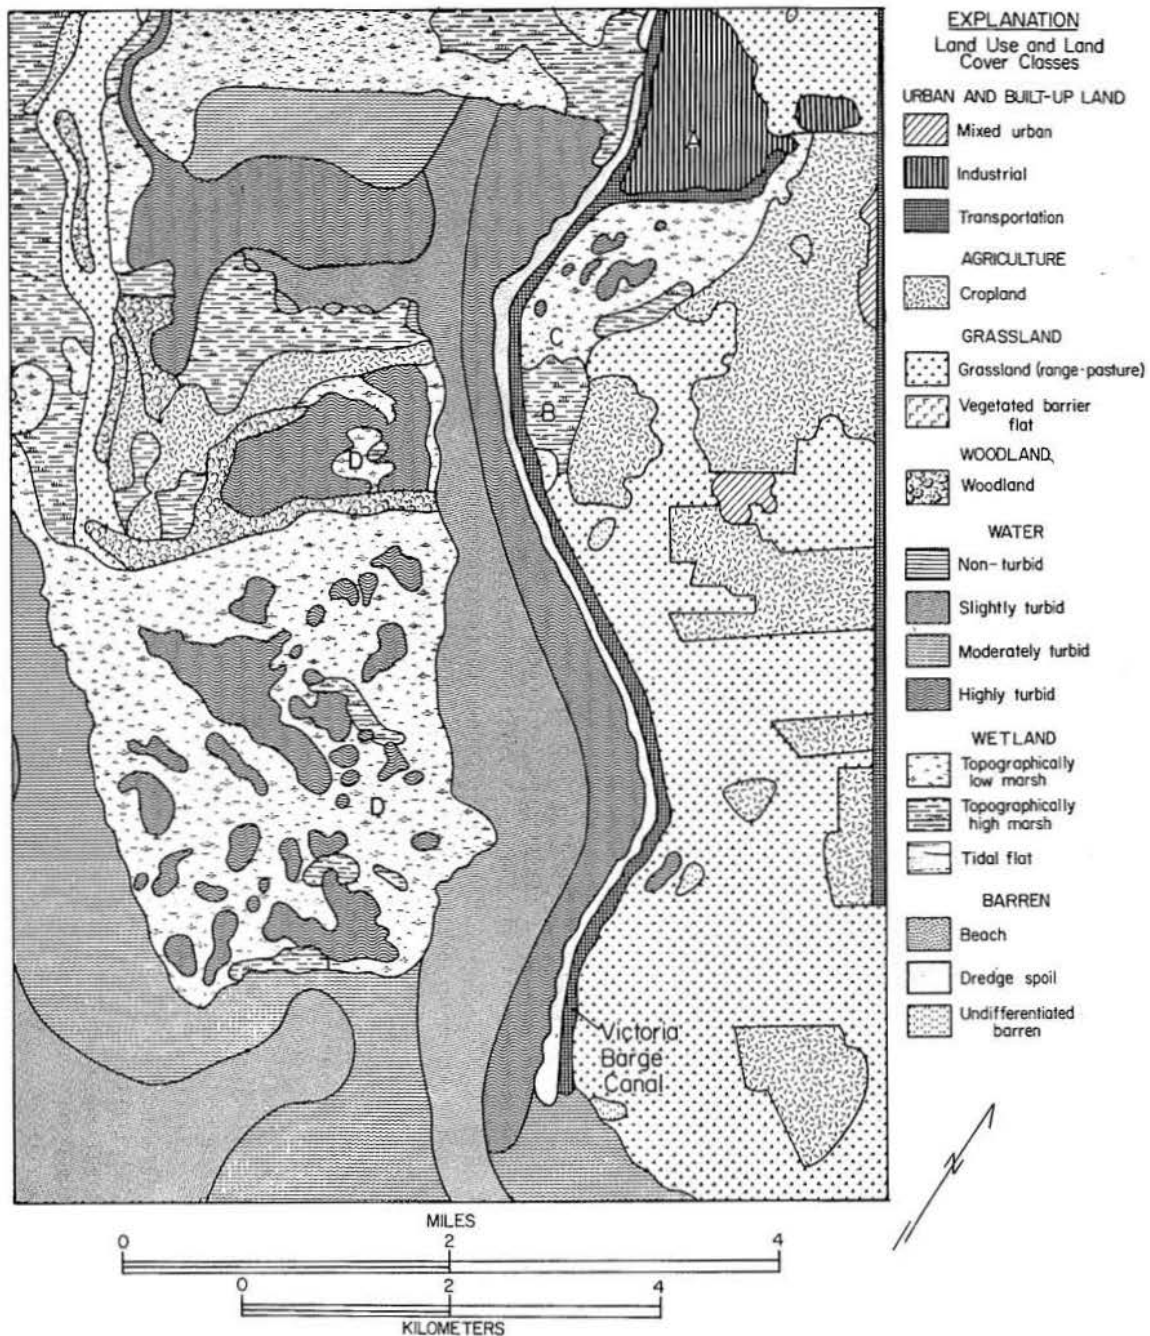 EXPLANATION
Land Use and Land
Cover Classes
URBAN AND BUILT-UP LAND
Mixed urban
Industrial
Transportation
AGRICULTURE
Cropland
GRASSLAND
Grassland (range-pasture)
Vegetated barrier
flat
WOODLAND
Woodland
WATER
Non-turbid
Slightly turbid
Moderately turbid
Highly turbid
WETLAND
Topographically
low marsh
Topographically
high marsh
Tidal flat
BARREN
Beach
Dredge spoil
Undifferentiated
barren
A
C
B
D
D
Victoria
Barge
Canal
N
MILES
0 2 4
0 2 4
KILOMETERS